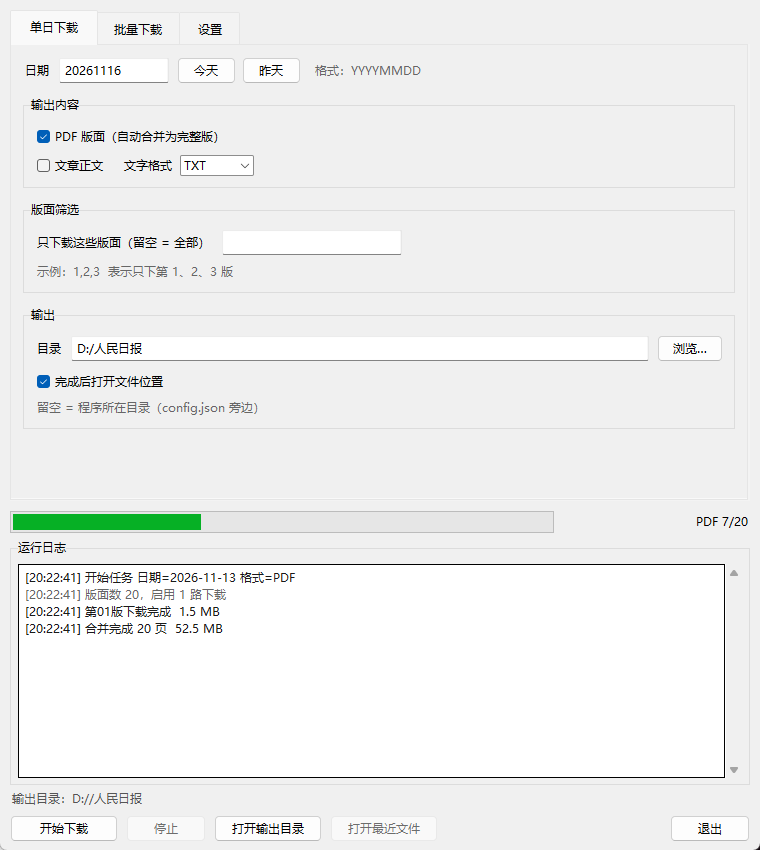 单日下载 批量下载 设置
日期 20261116 今天 昨天 格式：YYYYMMDD
输出内容
PDF 版面（自动合并为完整版）
文章正文 文字格式 TXT
版面筛选
只下载这些版面（留空 = 全部）
示例：1,2,3 表示只下第 1、2、3 版
输出
目录 D:/人民日报 浏览...
完成后打开文件位置
留空 = 程序所在目录（config.json 旁边）
PDF 7/20
运行日志
[20:22:41] 开始任务 日期=2026-11-13 格式=PDF
[20:22:41] 版面数 20，启用 1 路下载
[20:22:41] 第01版下载完成 1.5 MB
[20:22:41] 合并完成 20 页 52.5 MB
输出目录：D://人民日报
开始下载 停止 打开输出目录 打开最近文件 退出